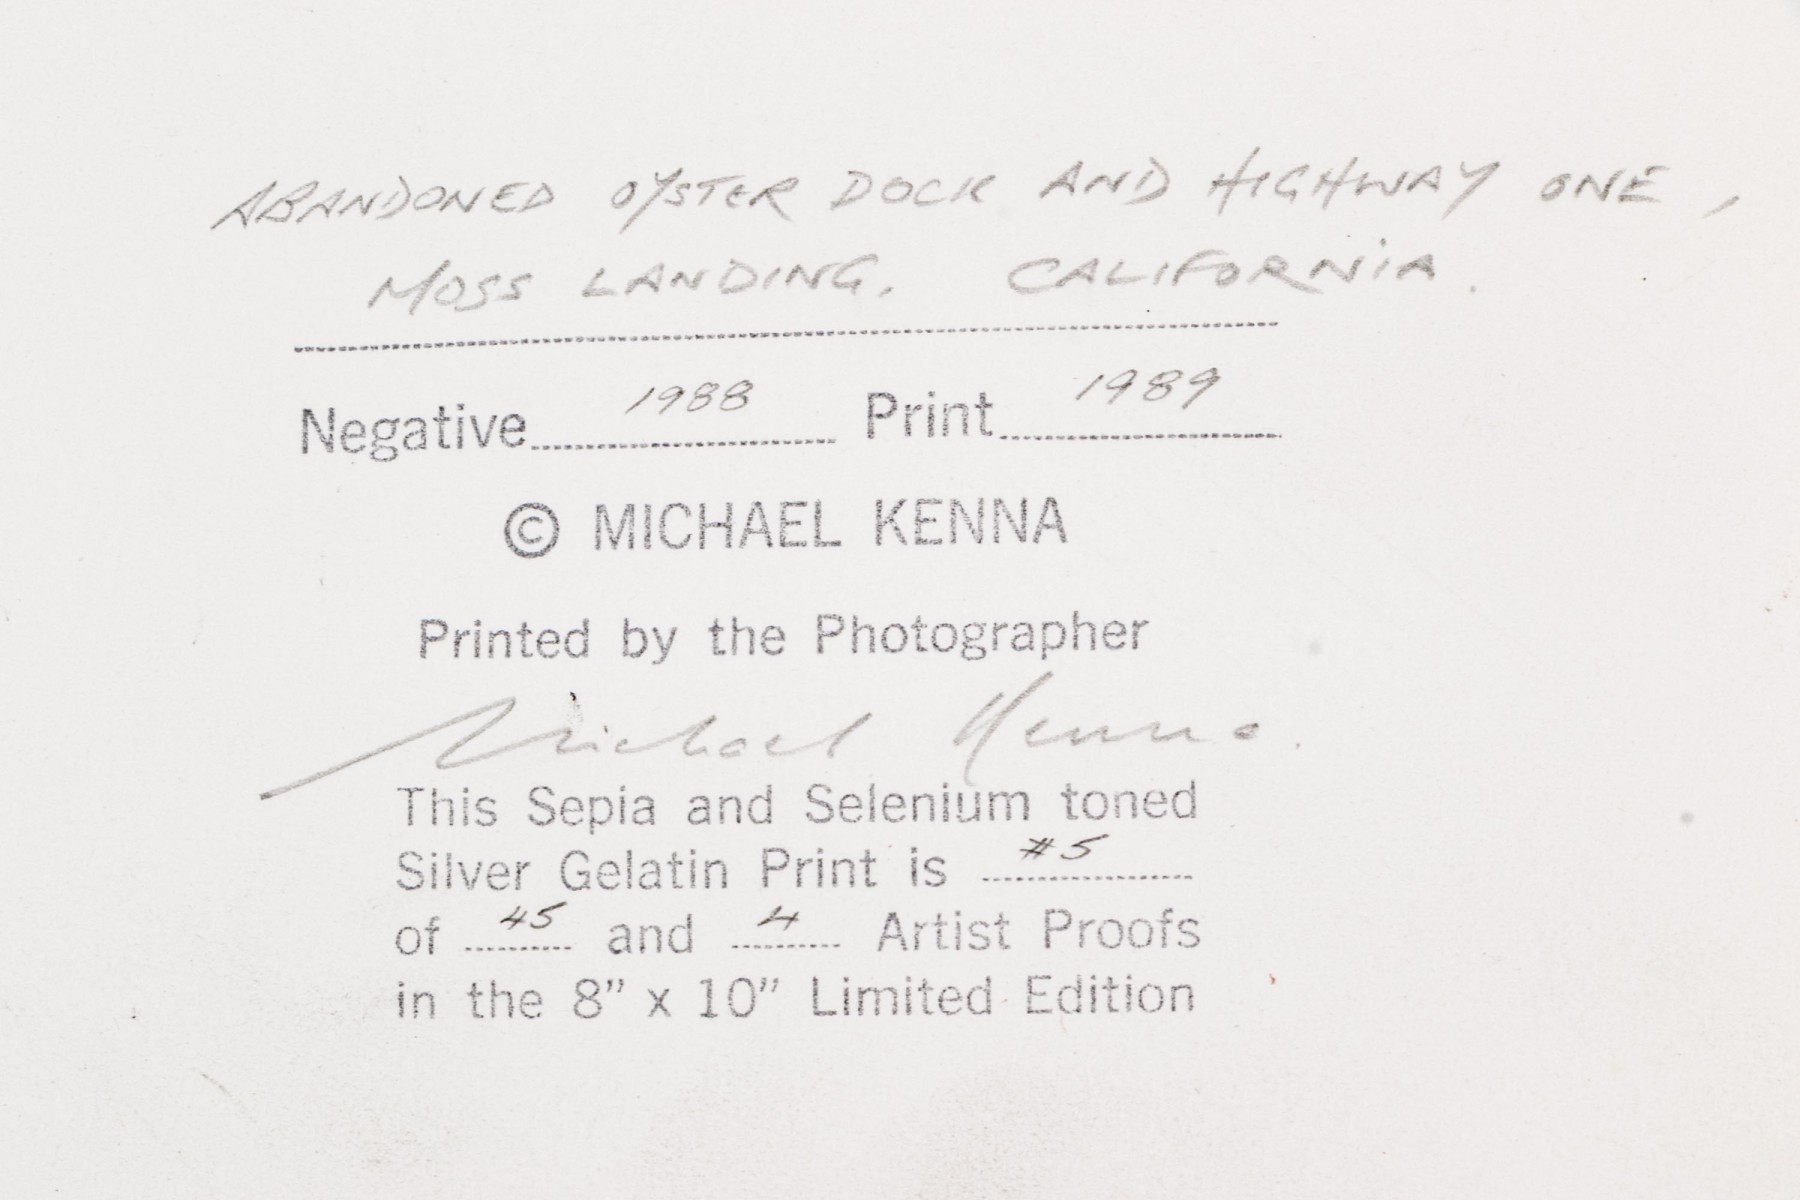 ABANDONED OYSTER DOCK AND HIGHWAY ONE,
MOSS LANDING, CALIFORNIA.
Negative 1988 Print 1989
© MICHAEL KENNA
Printed by the Photographer
Michael Kenna.
This Sepia and Selenium toned
Silver Gelatin Print is #5
of 45 and 4 Artist Proofs
in the 8" x 10" Limited Edition